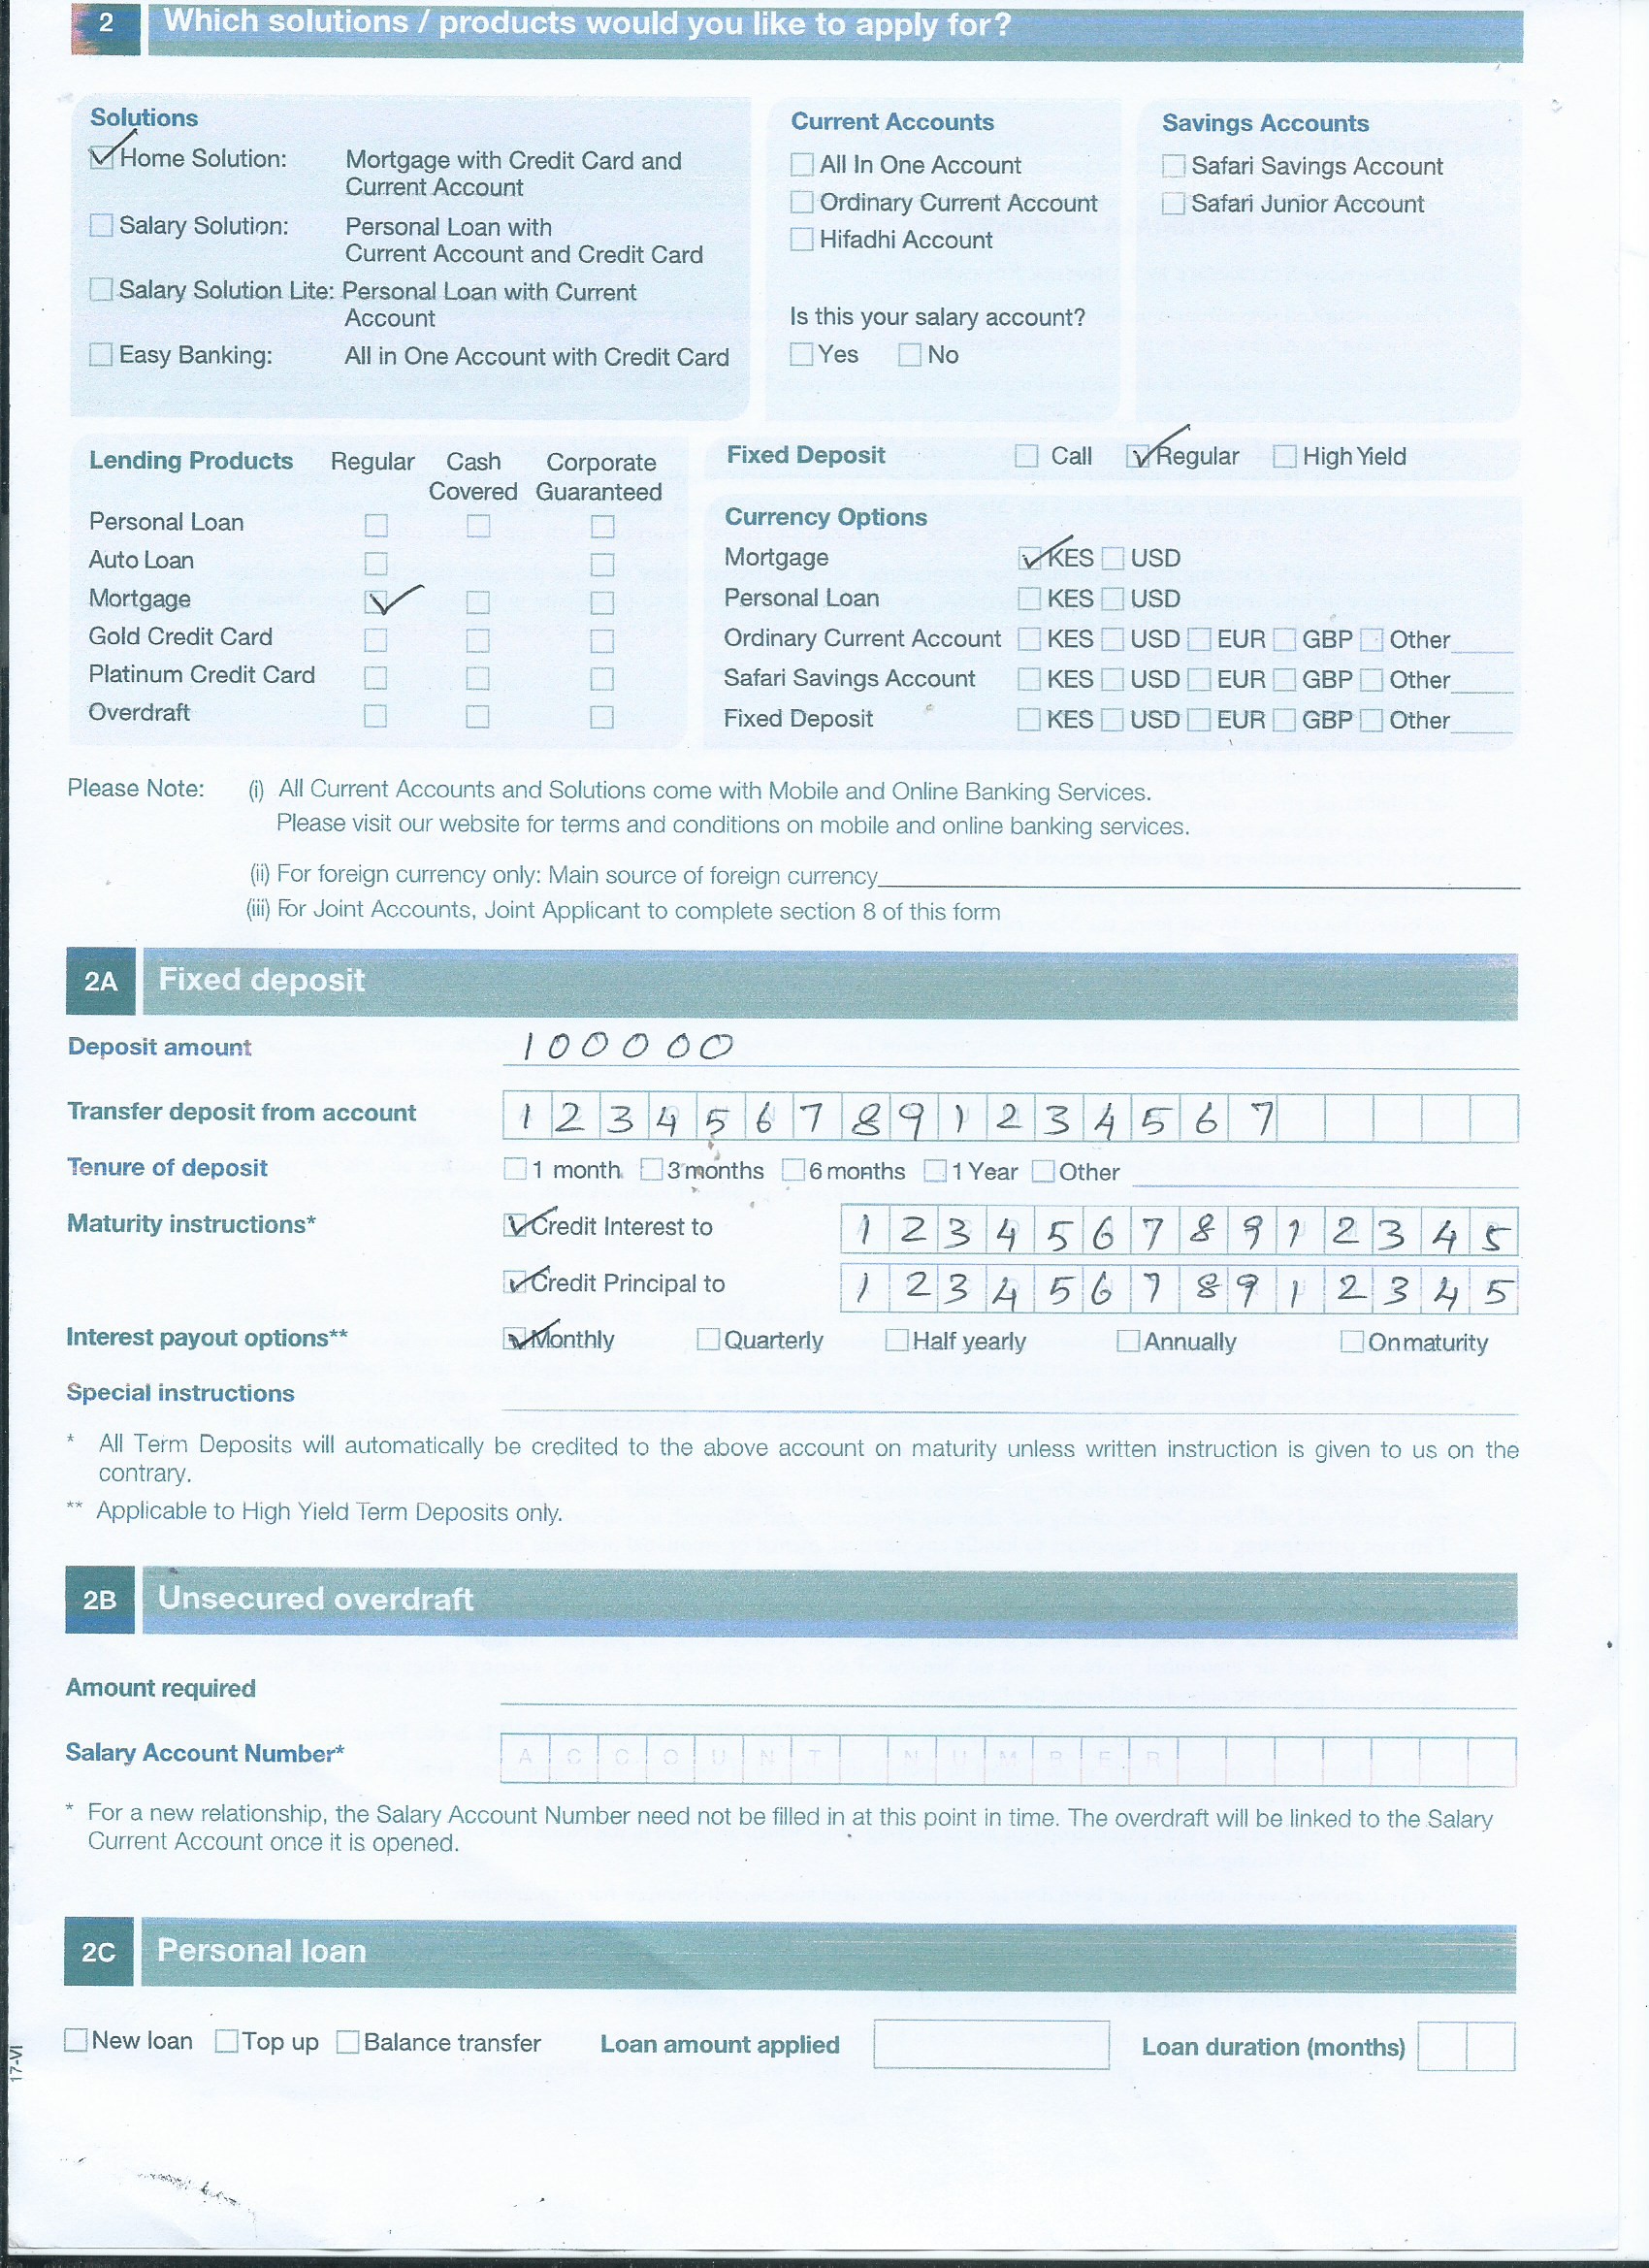 2 Which solutions / products would you like to apply for?
Solutions
Home Solution: Mortgage with Credit Card and
Current Account
Salary Solution: Personal Loan with
Current Account and Credit Card
Salary Solution Lite: Personal Loan with Current
Account
Easy Banking: All in One Account with Credit Card
Current Accounts
All In One Account
Ordinary Current Account
Hifadhi Account
Is this your salary account?
Yes No
Savings Accounts
Safari Savings Account
Safari Junior Account
Lending Products Regular Cash Corporate
Covered Guaranteed
Personal Loan
Auto Loan
Mortgage
Gold Credit Card
Platinum Credit Card
Overdraft
Fixed Deposit Call Regular High Yield
Currency Options
Mortgage KES USD
Personal Loan KES USD
Ordinary Current Account KES USD EUR GBP Other
Safari Savings Account KES USD EUR GBP Other
Fixed Deposit KES USD EUR GBP Other
Please Note: (i) All Current Accounts and Solutions come with Mobile and Online Banking Services.
Please visit our website for terms and conditions on mobile and online banking services.
(ii) For foreign currency only: Main source of foreign currency
(iii) For Joint Accounts, Joint Applicant to complete section 8 of this form
2A Fixed deposit
Deposit amount 100000
Transfer deposit from account 1 2 3 4 5 6 7 8 9 1 2 3 4 5 6 7
Tenure of deposit 1 month 3 months 6 months 1 Year Other
Maturity instructions* Credit Interest to 1 2 3 4 5 6 7 8 9 1 2 3 4 5
Credit Principal to 1 2 3 4 5 6 7 8 9 1 2 3 4 5
Interest payout options** Monthly Quarterly Half yearly Annually On maturity
Special instructions
* All Term Deposits will automatically be credited to the above account on maturity unless written instruction is given to us on the
contrary.
** Applicable to High Yield Term Deposits only.
2B Unsecured overdraft
Amount required
Salary Account Number* A C C O U N T N U M B E R
* For a new relationship, the Salary Account Number need not be filled in at this point in time. The overdraft will be linked to the Salary
Current Account once it is opened.
2C Personal loan
New loan Top up Balance transfer Loan amount applied Loan duration (months)
17-VI